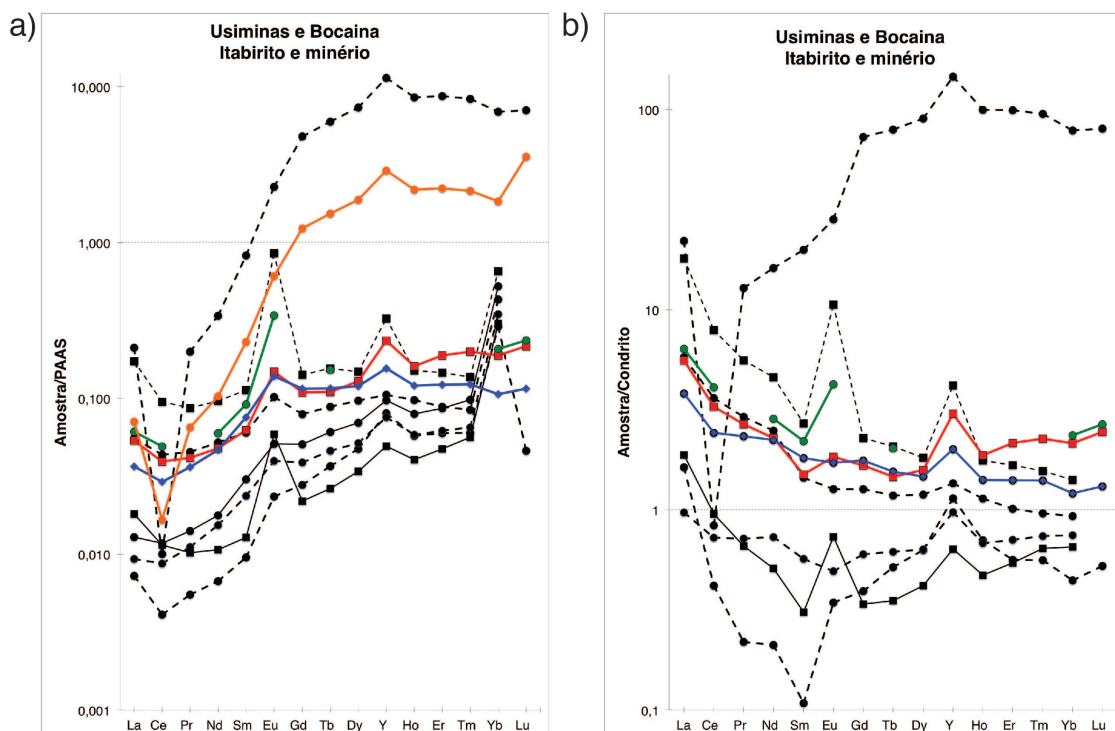 a)
Usiminas e Bocaina
Itabirito e minério
10,000
1,000
0,100
0,010
0,001
Amostra/PAAS
La Ce Pr Nd Sm Eu Gd Tb Dy Y Ho Er Tm Yb Lu
b)
Usiminas e Bocaina
Itabirito e minério
100
10
1
0,1
Amostra/Condrito
La Ce Pr Nd Sm Eu Gd Tb Dy Y Ho Er Tm Yb Lu